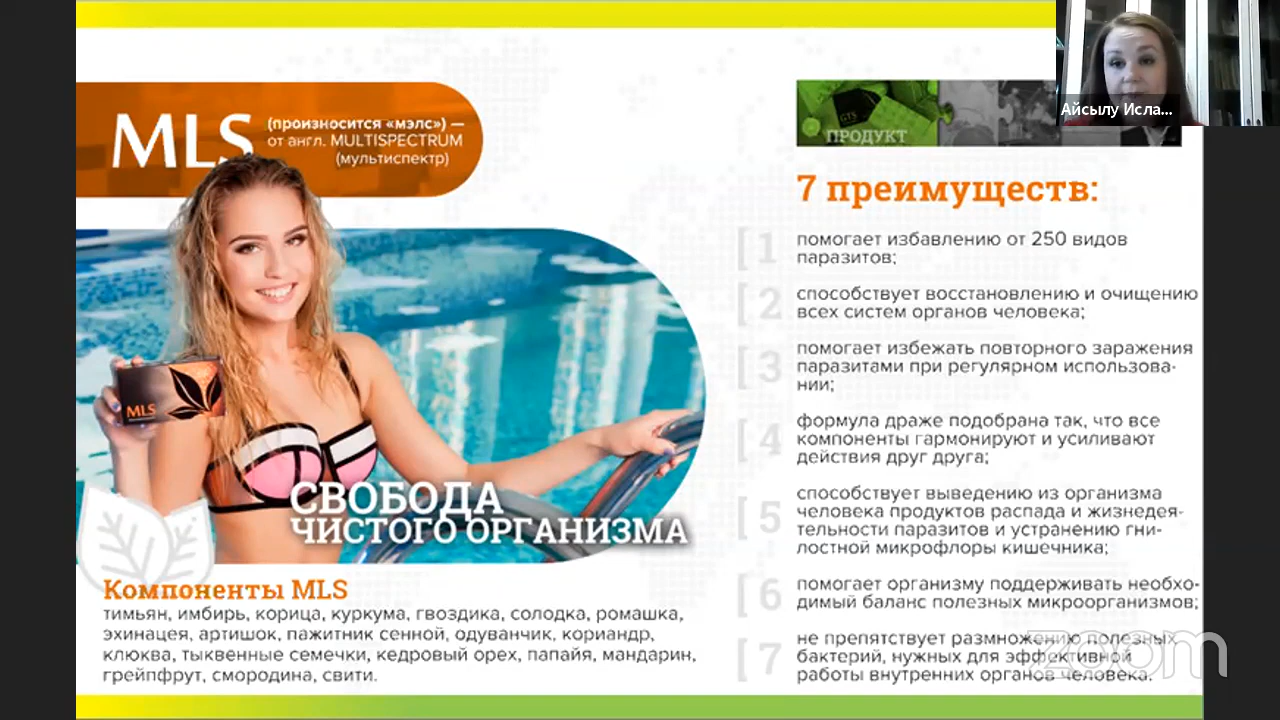 MLS
(произносится «мэлс») —
от англ. MULTISPECTRUM
(мультиспектр)
Айсылу Исла...
ПРОДУКТ
GTS
7 преимуществ:
[ 1 помогает избавлению от 250 видов
паразитов;
[ 2 способствует восстановлению и очищению
всех систем органов человека;
[ 3 помогает избежать повторного заражения
паразитами при регулярном использова-
нии;
[ 4 формула драже подобрана так, что все
компоненты гармонируют и усиливают
действия друг друга;
[ 5 способствует выведению из организма
человека продуктов распада и жизнедея-
тельности паразитов и устранению гни-
лостной микрофлоры кишечника;
[ 6 помогает организму поддерживать необхо-
димый баланс полезных микроорганизмов;
[ 7 не препятствует размножению полезных
бактерий, нужных для эффективной
работы внутренних органов человека.
MLS
СВОБОДА
ЧИСТОГО ОРГАНИЗМА
Компоненты MLS
тимьян, имбирь, корица, куркума, гвоздика, солодка, ромашка,
эхинацея, артишок, пажитник сенной, одуванчик, кориандр,
клюква, тыквенные семечки, кедровый орех, папайя, мандарин,
грейпфрут, смородина, свити.
zoom